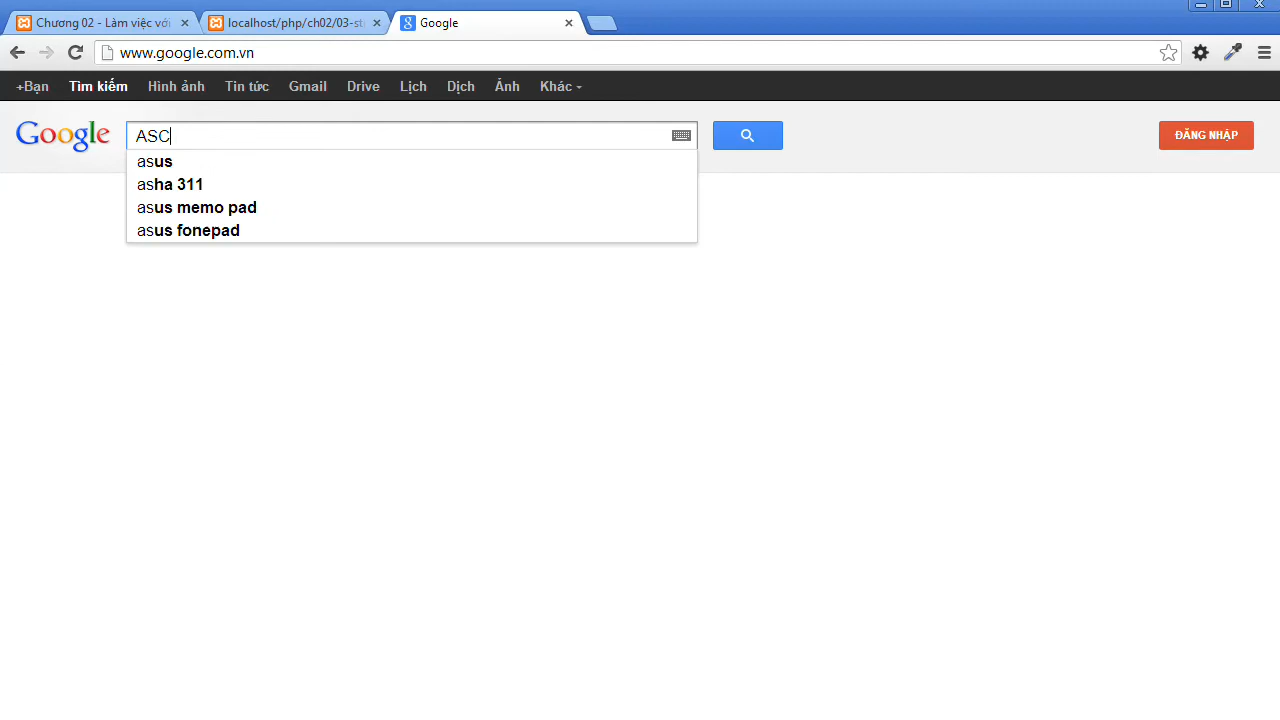 Chương 02 - Làm việc với
localhost/php/ch02/03-st
Google
www.google.com.vn
+Bạn Tìm kiếm Hình ảnh Tin tức Gmail Drive Lịch Dịch Ảnh Khác
Google ASC ĐĂNG NHẬP
asus
asha 311
asus memo pad
asus fonepad